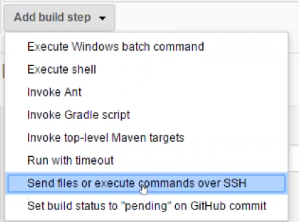 Add build step
Execute Windows batch command
Execute shell
Invoke Ant
Invoke Gradle script
Invoke top-level Maven targets
Run with timeout
Send files or execute commands over SSH
Set build status to "pending" on GitHub commit